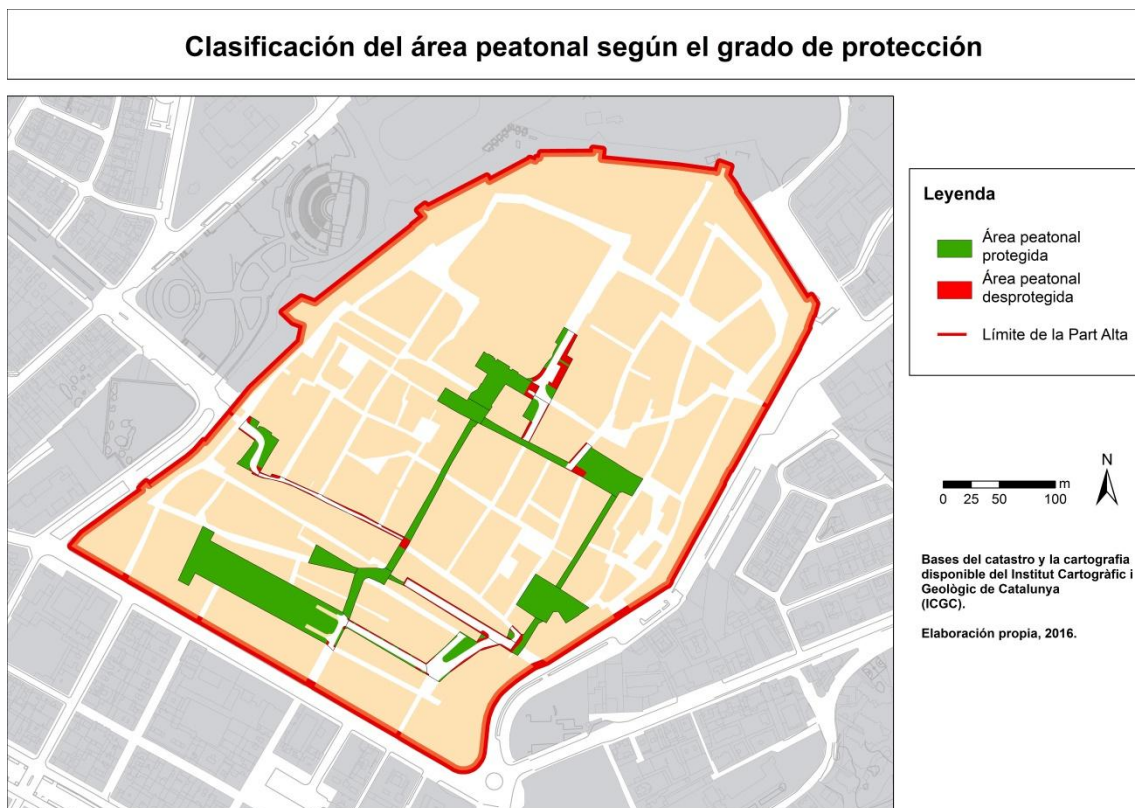 Clasificación del área peatonal según el grado de protección
Leyenda
Área peatonal
protegida
Área peatonal
desprotegida
Límite de la Part Alta
N
m
0 25 50 100
Bases del catastro y la cartografia
disponible del Institut Cartogràfic i
Geològic de Catalunya
(ICGC).
Elaboración propia, 2016.